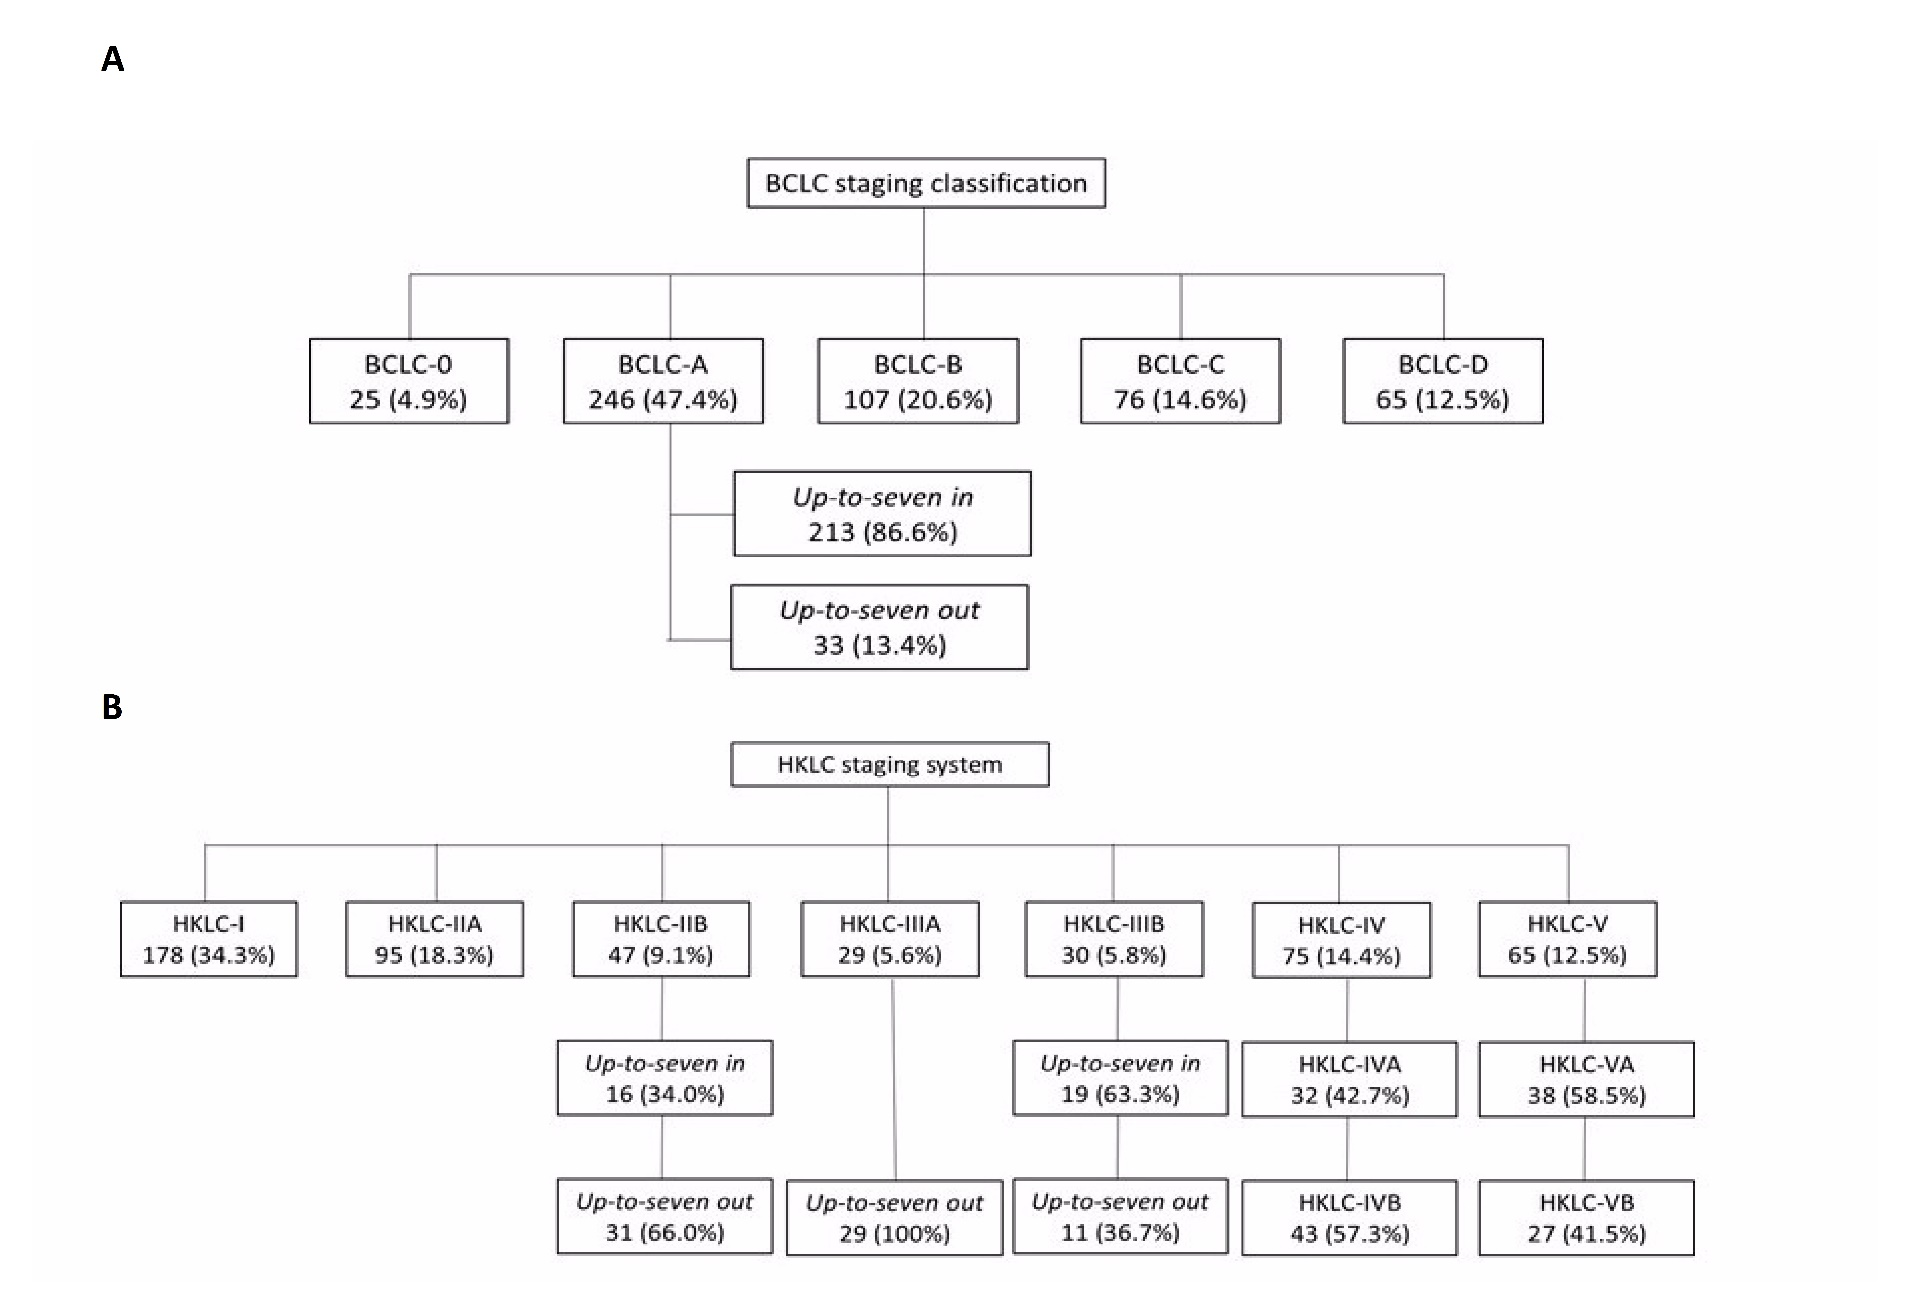 A
BCLC staging classification
BCLC-0
25 (4.9%)
BCLC-A
246 (47.4%)
BCLC-B
107 (20.6%)
BCLC-C
76 (14.6%)
BCLC-D
65 (12.5%)
Up-to-seven in
213 (86.6%)
Up-to-seven out
33 (13.4%)
B
HKLC staging system
HKLC-I
178 (34.3%)
HKLC-IIA
95 (18.3%)
HKLC-IIB
47 (9.1%)
HKLC-IIIA
29 (5.6%)
HKLC-IIIB
30 (5.8%)
HKLC-IV
75 (14.4%)
HKLC-V
65 (12.5%)
Up-to-seven in
16 (34.0%)
Up-to-seven in
19 (63.3%)
HKLC-IVA
32 (42.7%)
HKLC-VA
38 (58.5%)
Up-to-seven out
31 (66.0%)
Up-to-seven out
29 (100%)
Up-to-seven out
11 (36.7%)
HKLC-IVB
43 (57.3%)
HKLC-VB
27 (41.5%)